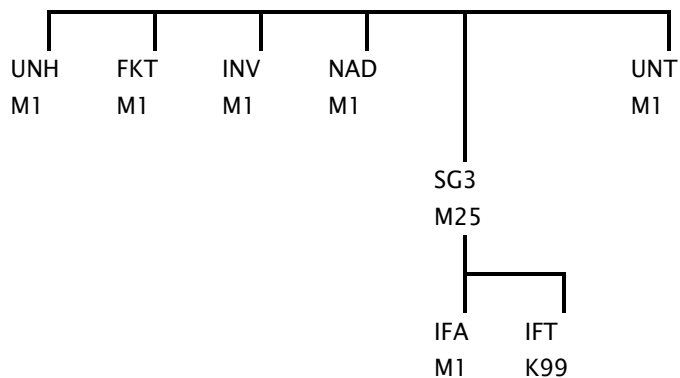 UNH FKT INV NAD UNT
M1 M1 M1 M1 M1
SG3
M25
IFA IFT
M1 K99